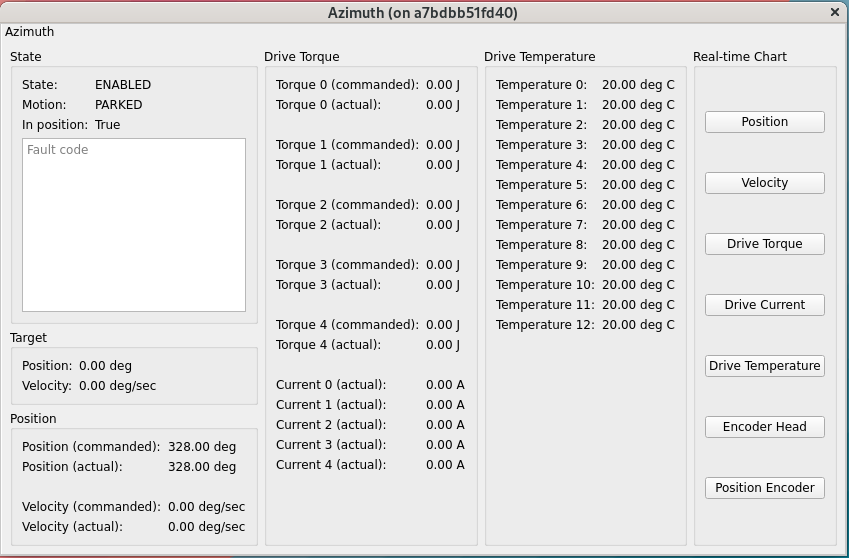 Azimuth (on a7bdbb51fd40)
Azimuth
State
State: ENABLED
Motion: PARKED
In position: True
Fault code
Target
Position: 0.00 deg
Velocity: 0.00 deg/sec
Position
Position (commanded): 328.00 deg
Position (actual): 328.00 deg
Velocity (commanded): 0.00 deg/sec
Velocity (actual): 0.00 deg/sec
Drive Torque
Torque 0 (commanded): 0.00 J
Torque 0 (actual): 0.00 J
Torque 1 (commanded): 0.00 J
Torque 1 (actual): 0.00 J
Torque 2 (commanded): 0.00 J
Torque 2 (actual): 0.00 J
Torque 3 (commanded): 0.00 J
Torque 3 (actual): 0.00 J
Torque 4 (commanded): 0.00 J
Torque 4 (actual): 0.00 J
Current 0 (actual): 0.00 A
Current 1 (actual): 0.00 A
Current 2 (actual): 0.00 A
Current 3 (actual): 0.00 A
Current 4 (actual): 0.00 A
Drive Temperature
Temperature 0: 20.00 deg C
Temperature 1: 20.00 deg C
Temperature 2: 20.00 deg C
Temperature 3: 20.00 deg C
Temperature 4: 20.00 deg C
Temperature 5: 20.00 deg C
Temperature 6: 20.00 deg C
Temperature 7: 20.00 deg C
Temperature 8: 20.00 deg C
Temperature 9: 20.00 deg C
Temperature 10: 20.00 deg C
Temperature 11: 20.00 deg C
Temperature 12: 20.00 deg C
Real-time Chart
Position
Velocity
Drive Torque
Drive Current
Drive Temperature
Encoder Head
Position Encoder